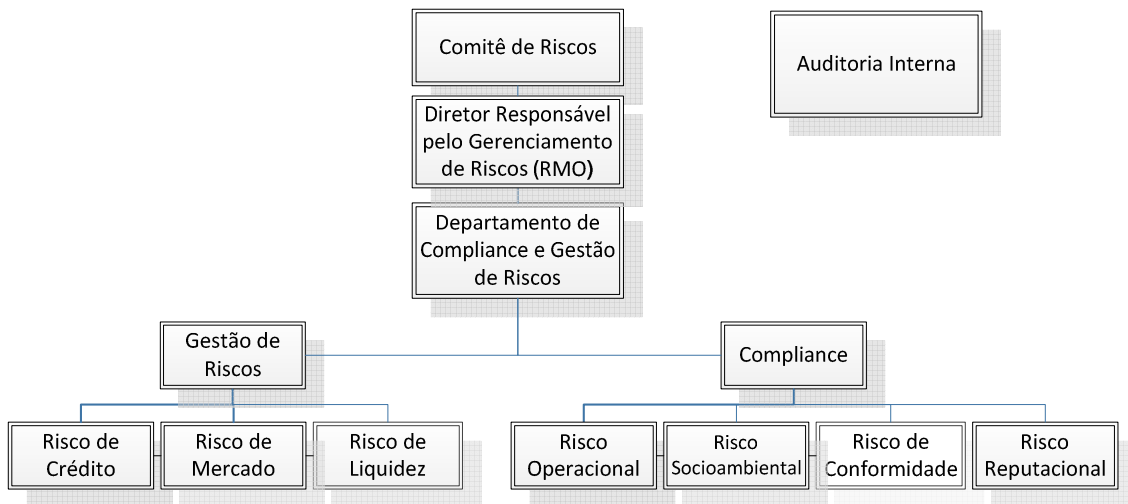 Comitê de Riscos
Auditoria Interna
Diretor Responsável
pelo Gerenciamento
de Riscos (RMO)
Departamento de
Compliance e Gestão
de Riscos
Gestão de
Riscos
Compliance
Risco de
Crédito
Risco de
Mercado
Risco de
Liquidez
Risco
Operacional
Risco
Socioambiental
Risco de
Conformidade
Risco
Reputacional